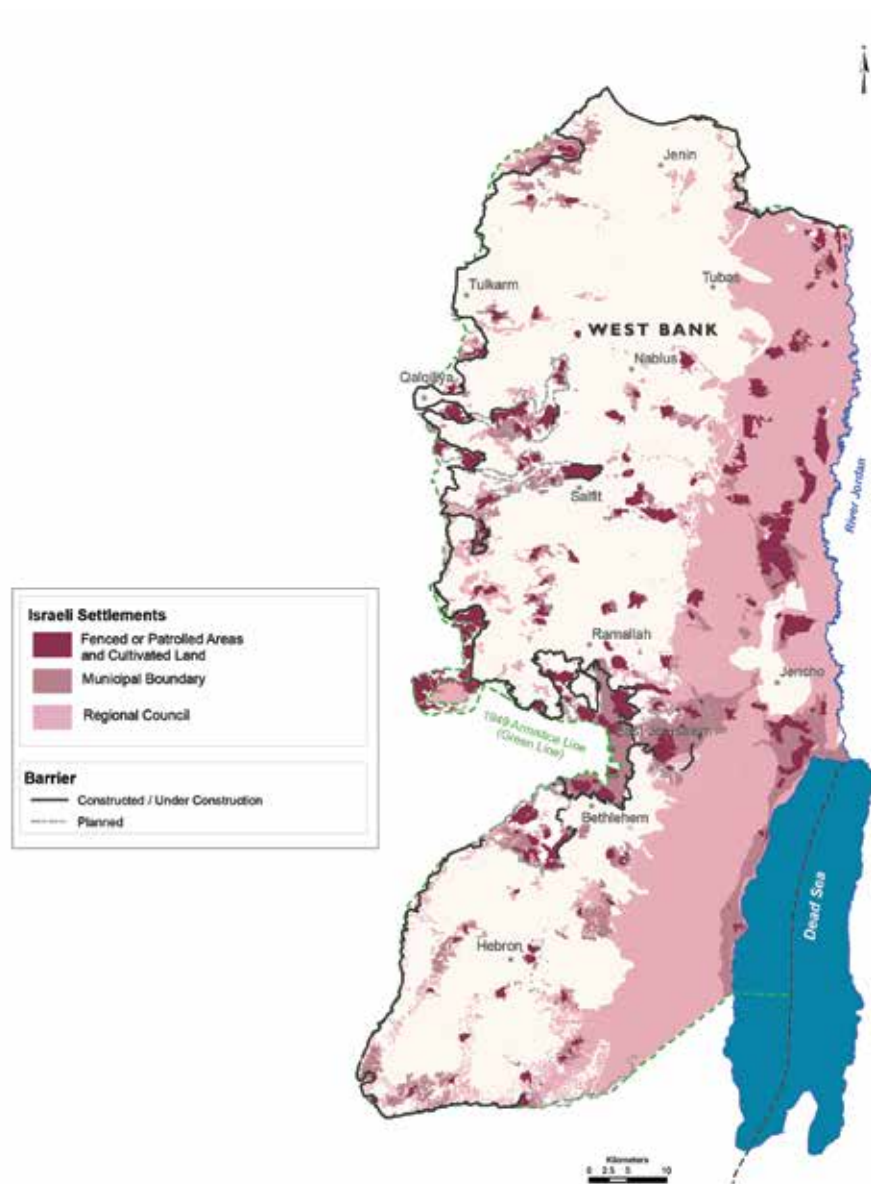 Jenin
Tulkarm
Tubas
WEST BANK
Nablus
Qalqiliya
Salfit
River Jordan
Israeli Settlements
Fenced or Patrolled Areas
and Cultivated Land
Municipal Boundary
Regional Council
Ramallah
Jericho
1949 Armistice Line
(Green Line)
East Jerusalem
Barrier
Constructed / Under Construction
Planned
Bethlehem
Dead Sea
Hebron
Kilometers
0 2.5 5 10